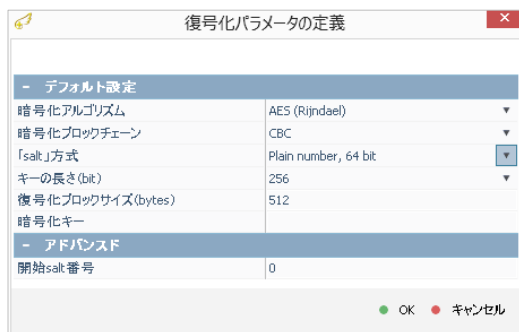 復号化パラメータの定義
− デフォルト設定
暗号化アルゴリズム AES (Rijndael)
暗号化ブロックチェーン CBC
「salt」方式 Plain number, 64 bit
キーの長さ(bit) 256
復号化ブロックサイズ(bytes) 512
暗号化キー
− アドバンスド
開始salt番号 0
OK キャンセル